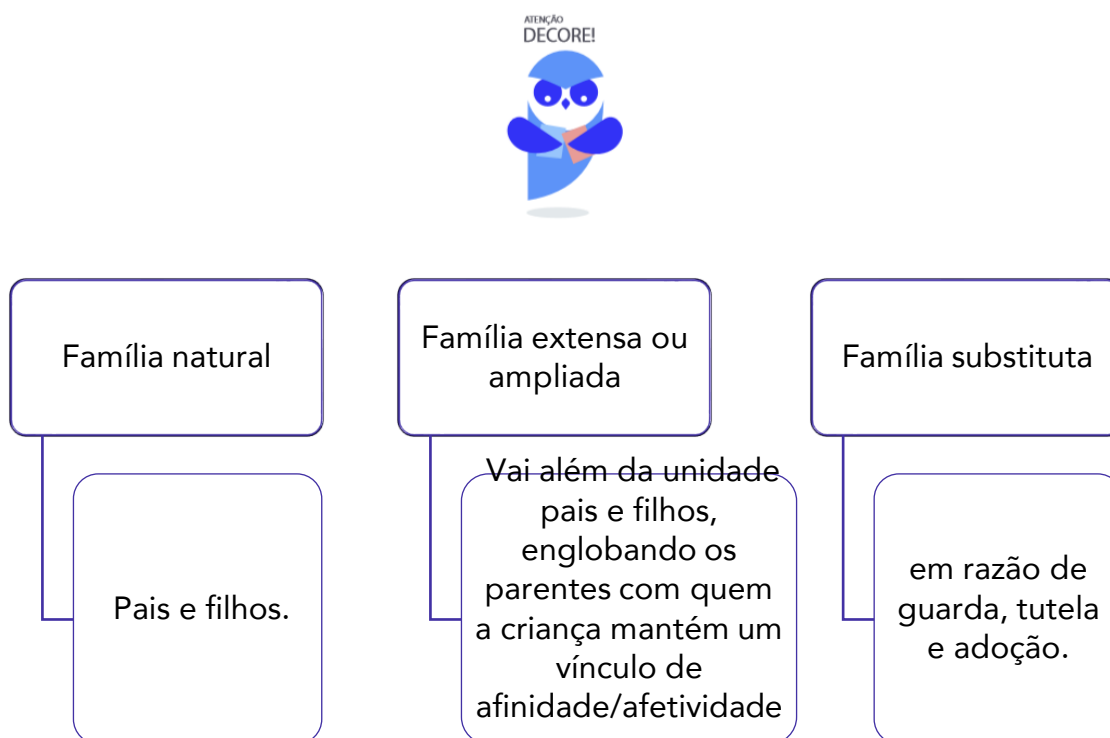 ATENÇÃO
DECORE!
Família natural
Pais e filhos.
Família extensa ou
ampliada
Vai além da unidade
pais e filhos,
englobando os
parentes com quem
a criança mantém um
vínculo de
afinidade/afetividade
Família substituta
em razão de
guarda, tutela
e adoção.